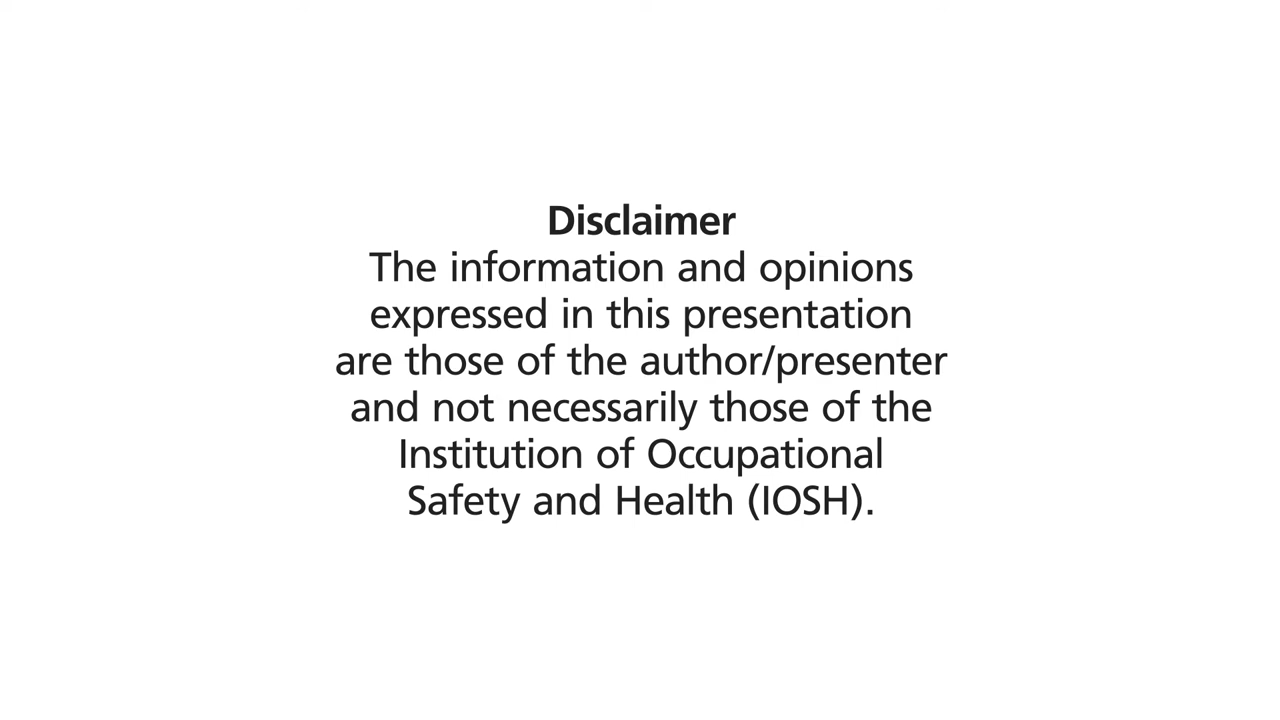 Disclaimer
The information and opinions
expressed in this presentation
are those of the author/presenter
and not necessarily those of the
Institution of Occupational
Safety and Health (IOSH).